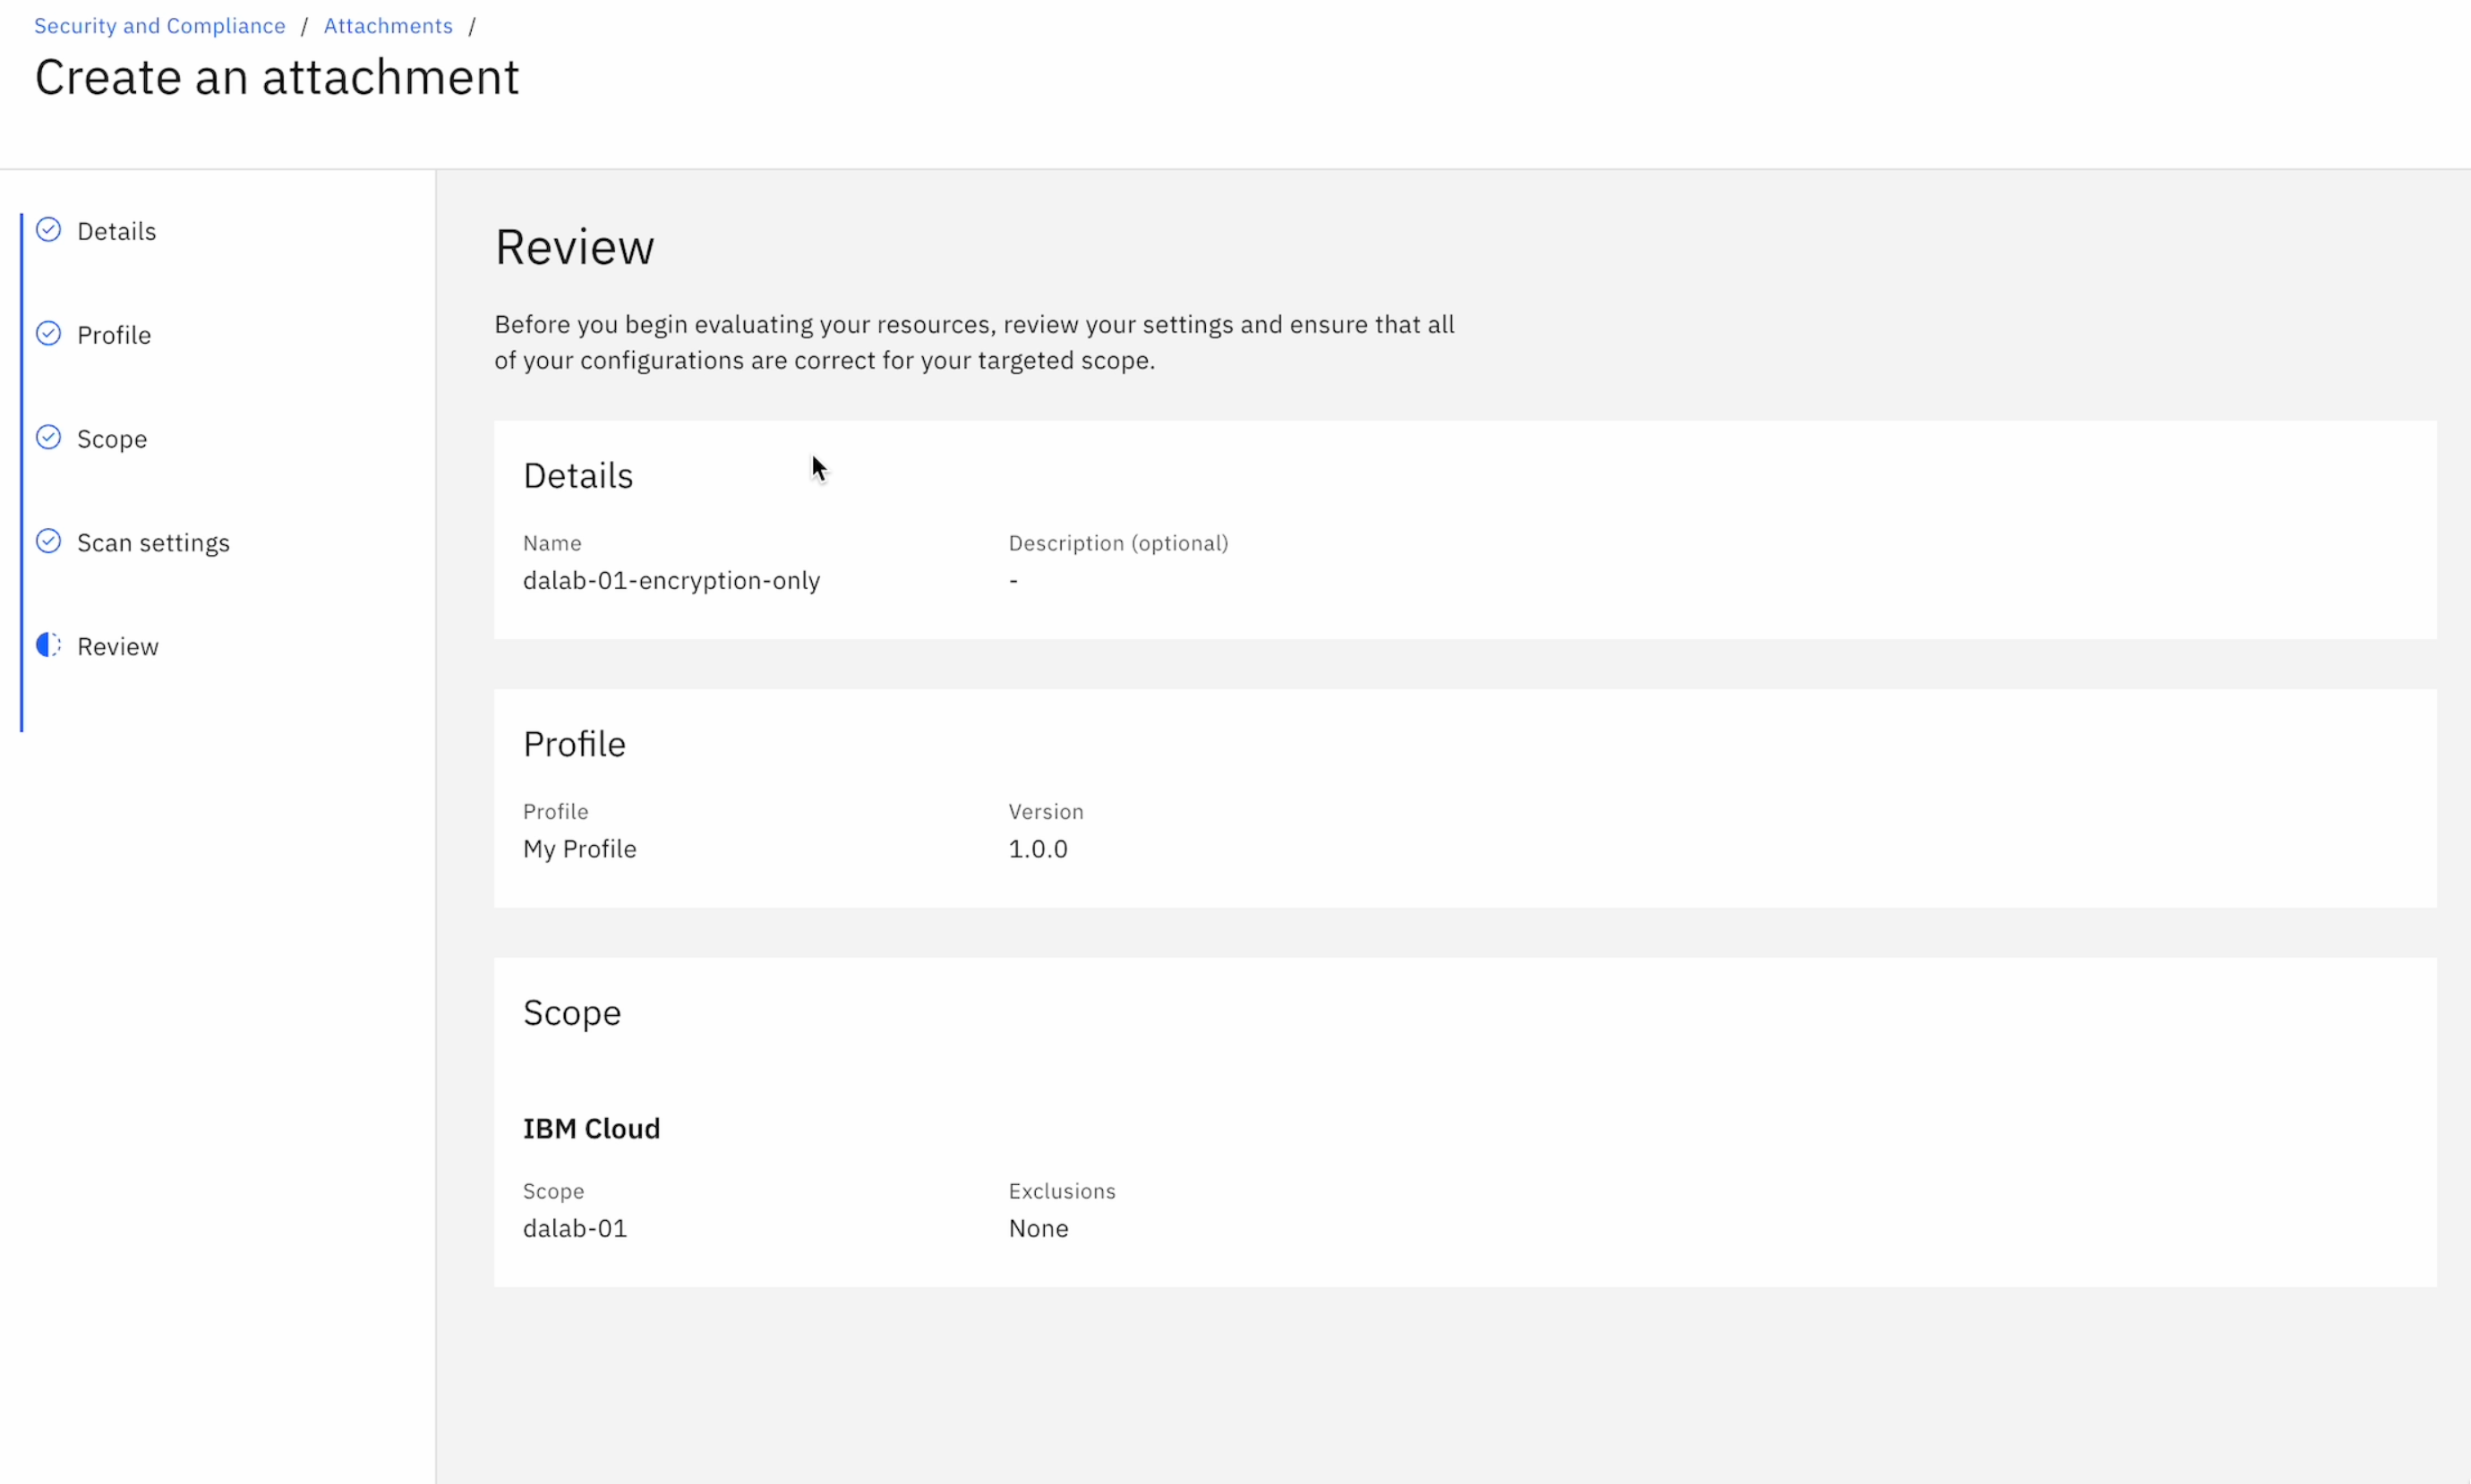 Security and Compliance / Attachments /
Create an attachment
Details
Profile
Scope
Scan settings
Review
Review
Before you begin evaluating your resources, review your settings and ensure that all
of your configurations are correct for your targeted scope.
Details
Name
Description (optional)
dalab-01-encryption-only
-
Profile
Profile
Version
My Profile
1.0.0
Scope
IBM Cloud
Scope
Exclusions
dalab-01
None